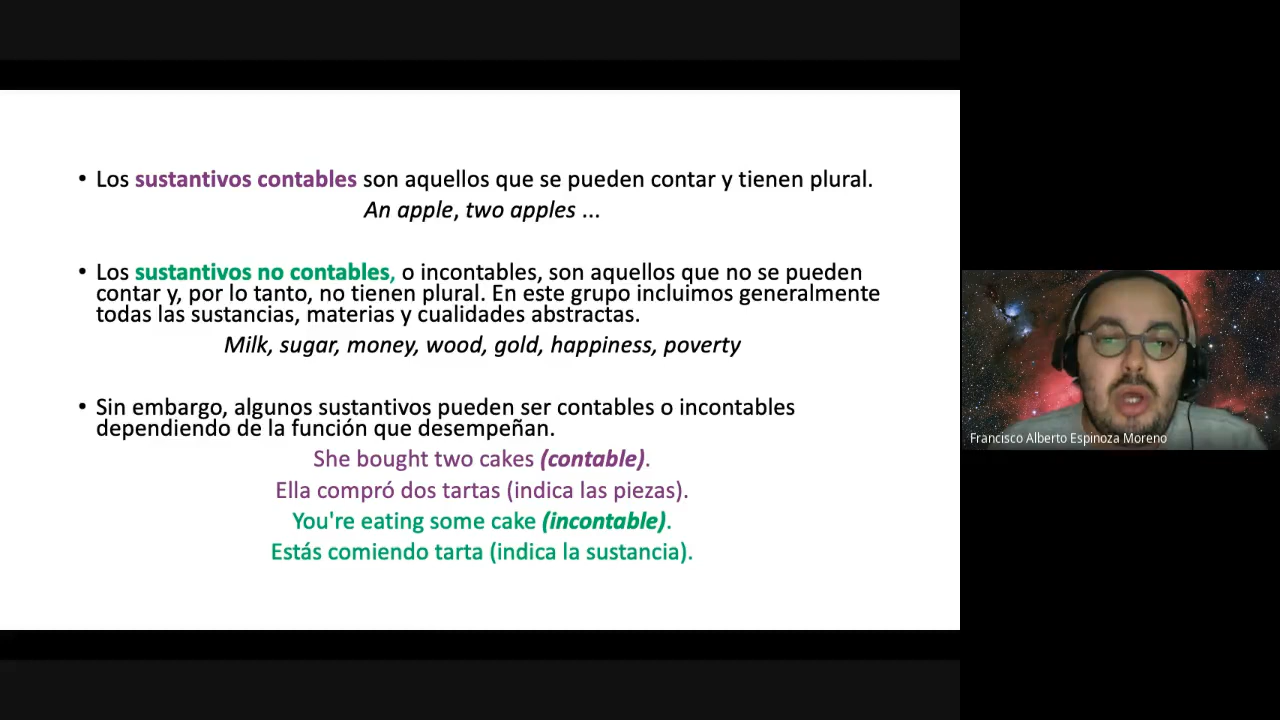 • Los sustantivos contables son aquellos que se pueden contar y tienen plural.
An apple, two apples ...
• Los sustantivos no contables, o incontables, son aquellos que no se pueden
contar y, por lo tanto, no tienen plural. En este grupo incluimos generalmente
todas las sustancias, materias y cualidades abstractas.
Milk, sugar, money, wood, gold, happiness, poverty
• Sin embargo, algunos sustantivos pueden ser contables o incontables
dependiendo de la función que desempeñan.
She bought two cakes (contable).
Ella compró dos tartas (indica las piezas).
You're eating some cake (incontable).
Estás comiendo tarta (indica la sustancia).
Francisco Alberto Espinoza Moreno